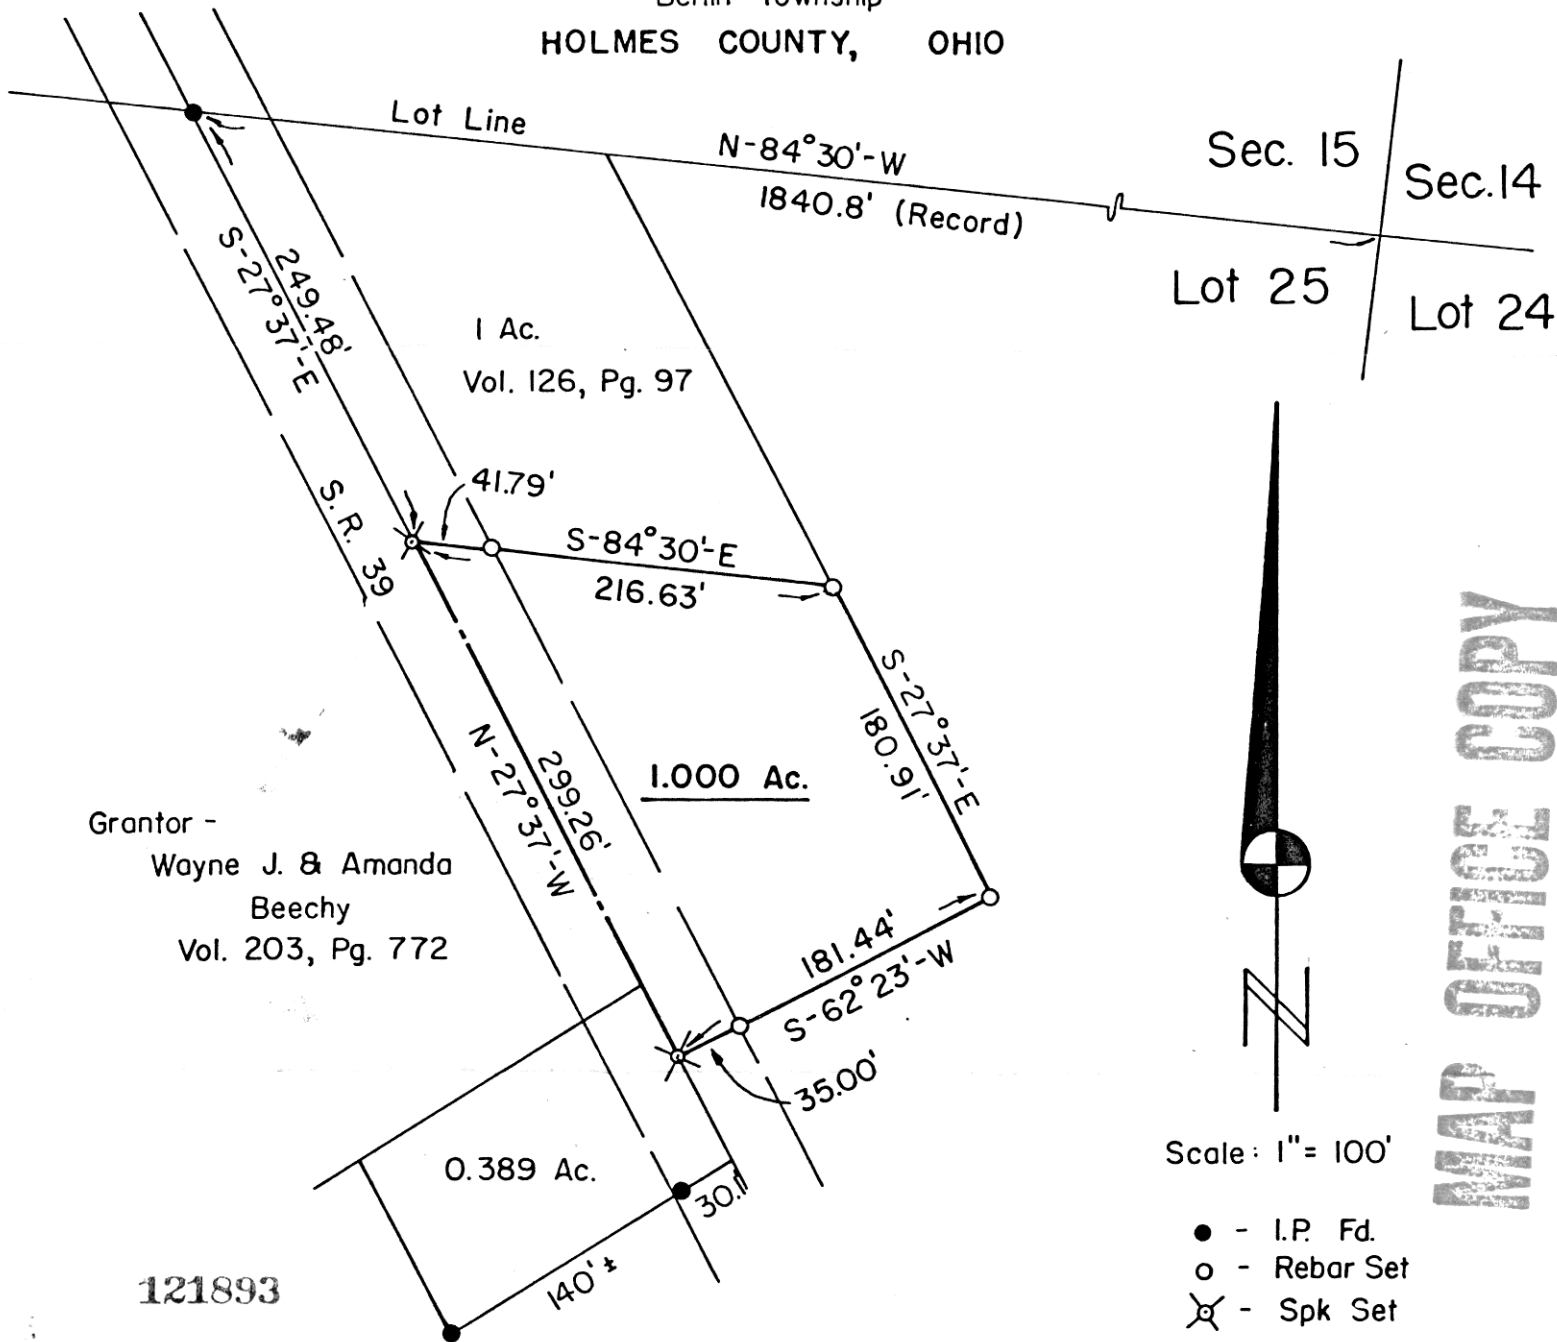 Berlin Township
HOLMES COUNTY, OHIO
Lot Line
N-84°30'-W
1840.8' (Record)
Sec. 15
Sec. 14
Lot 25
Lot 24
249.48'
S-27°37'-E
1 Ac.
Vol. 126, Pg. 97
41.79'
S-84°30'-E
216.63'
S. R. 39
S-27°37'-E
180.91'
299.26'
N-27°37'-W
1.000 Ac.
Grantor -
Wayne J. & Amanda
Beechy
Vol. 203, Pg. 772
181.44'
S-62°23'-W
35.00'
0.389 Ac.
30.1'
140'±
N
Scale: 1"= 100'
● - I.P. Fd.
○ - Rebar Set
- Spk Set
MAP OFFICE COPY
121893